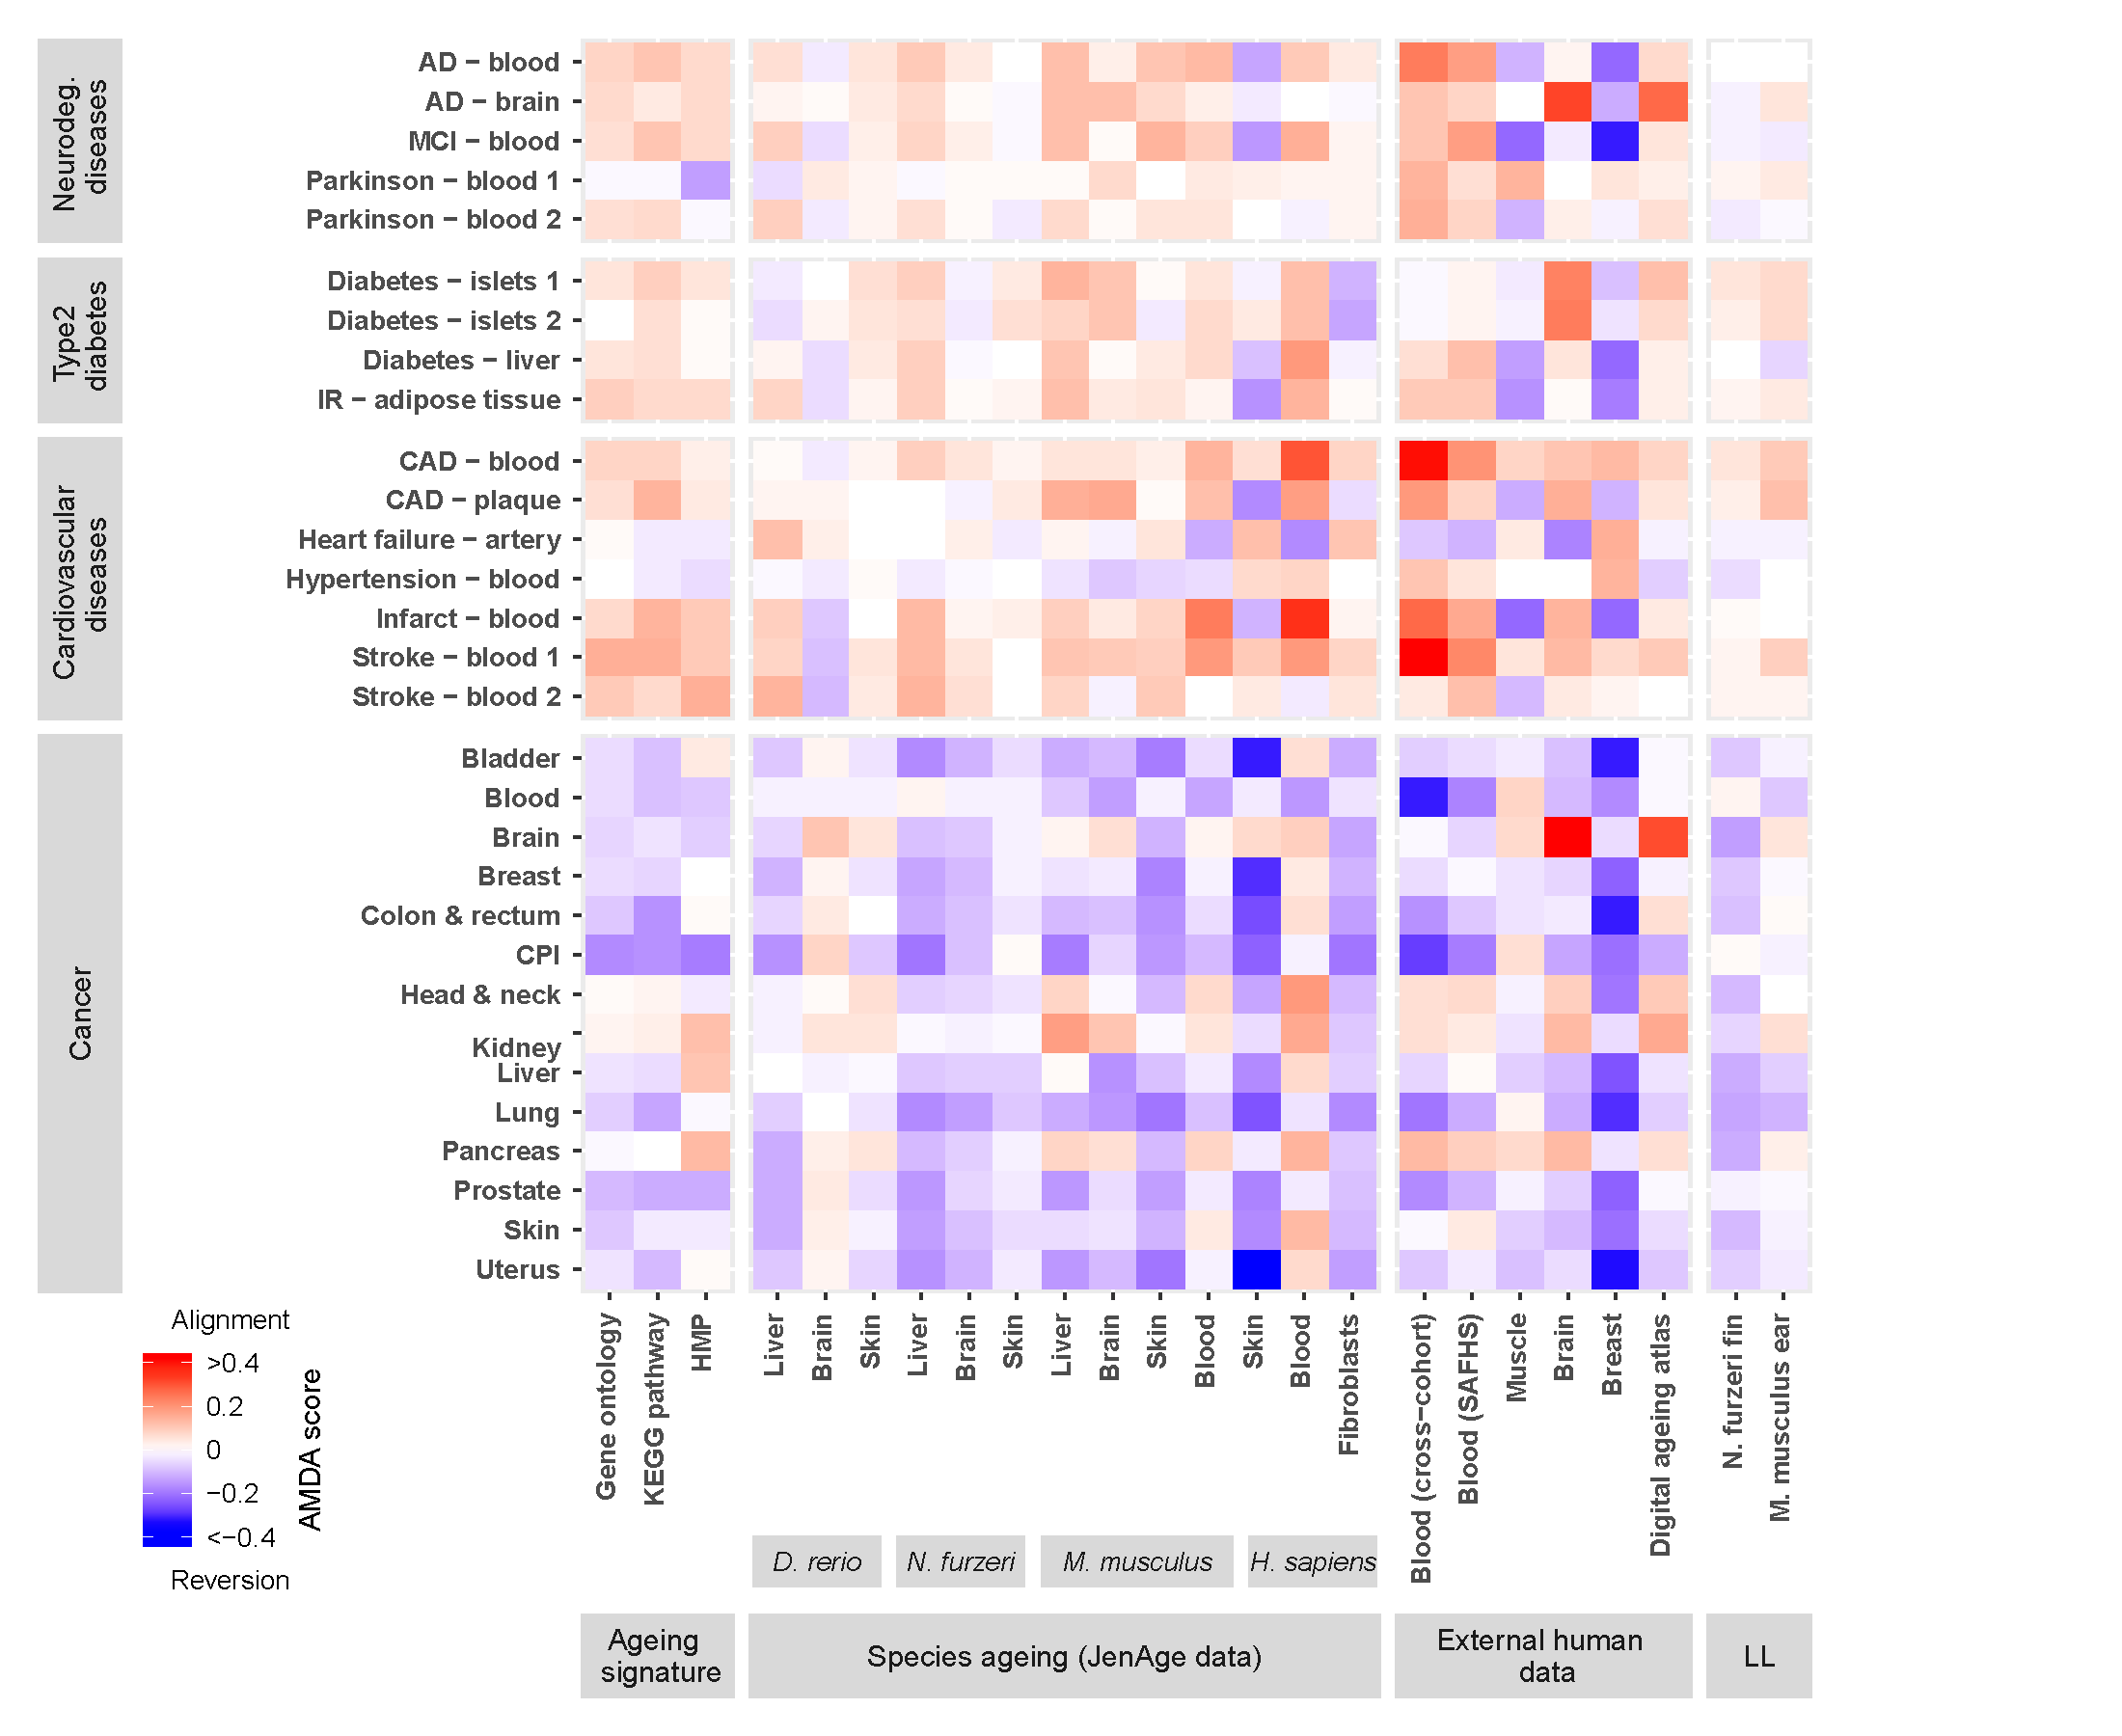 Neurodeg.
diseases
AD − blood
AD − brain
MCI − blood
Parkinson − blood 1
Parkinson − blood 2
Type2
diabetes
Diabetes − islets 1
Diabetes − islets 2
Diabetes − liver
IR − adipose tissue
Cardiovascular
diseases
CAD − blood
CAD − plaque
Heart failure − artery
Hypertension − blood
Infarct − blood
Stroke − blood 1
Stroke − blood 2
Cancer
Bladder
Blood
Brain
Breast
Colon & rectum
CPI
Head & neck
Kidney
Liver
Lung
Pancreas
Prostate
Skin
Uterus
Alignment
>0.4
0.2
0
−0.2
<−0.4
Reversion
AMDA score
Gene ontology
KEGG pathway
HMP
Liver
Brain
Skin
Liver
Brain
Skin
Liver
Brain
Skin
Blood
Skin
Blood
Fibroblasts
Blood (cross−cohort)
Blood (SAFHS)
Muscle
Brain
Breast
Digital ageing atlas
N. furzeri fin
M. musculus ear
D. rerio
N. furzeri
M. musculus
H. sapiens
Ageing
signature
Species ageing (JenAge data)
External human
data
LL